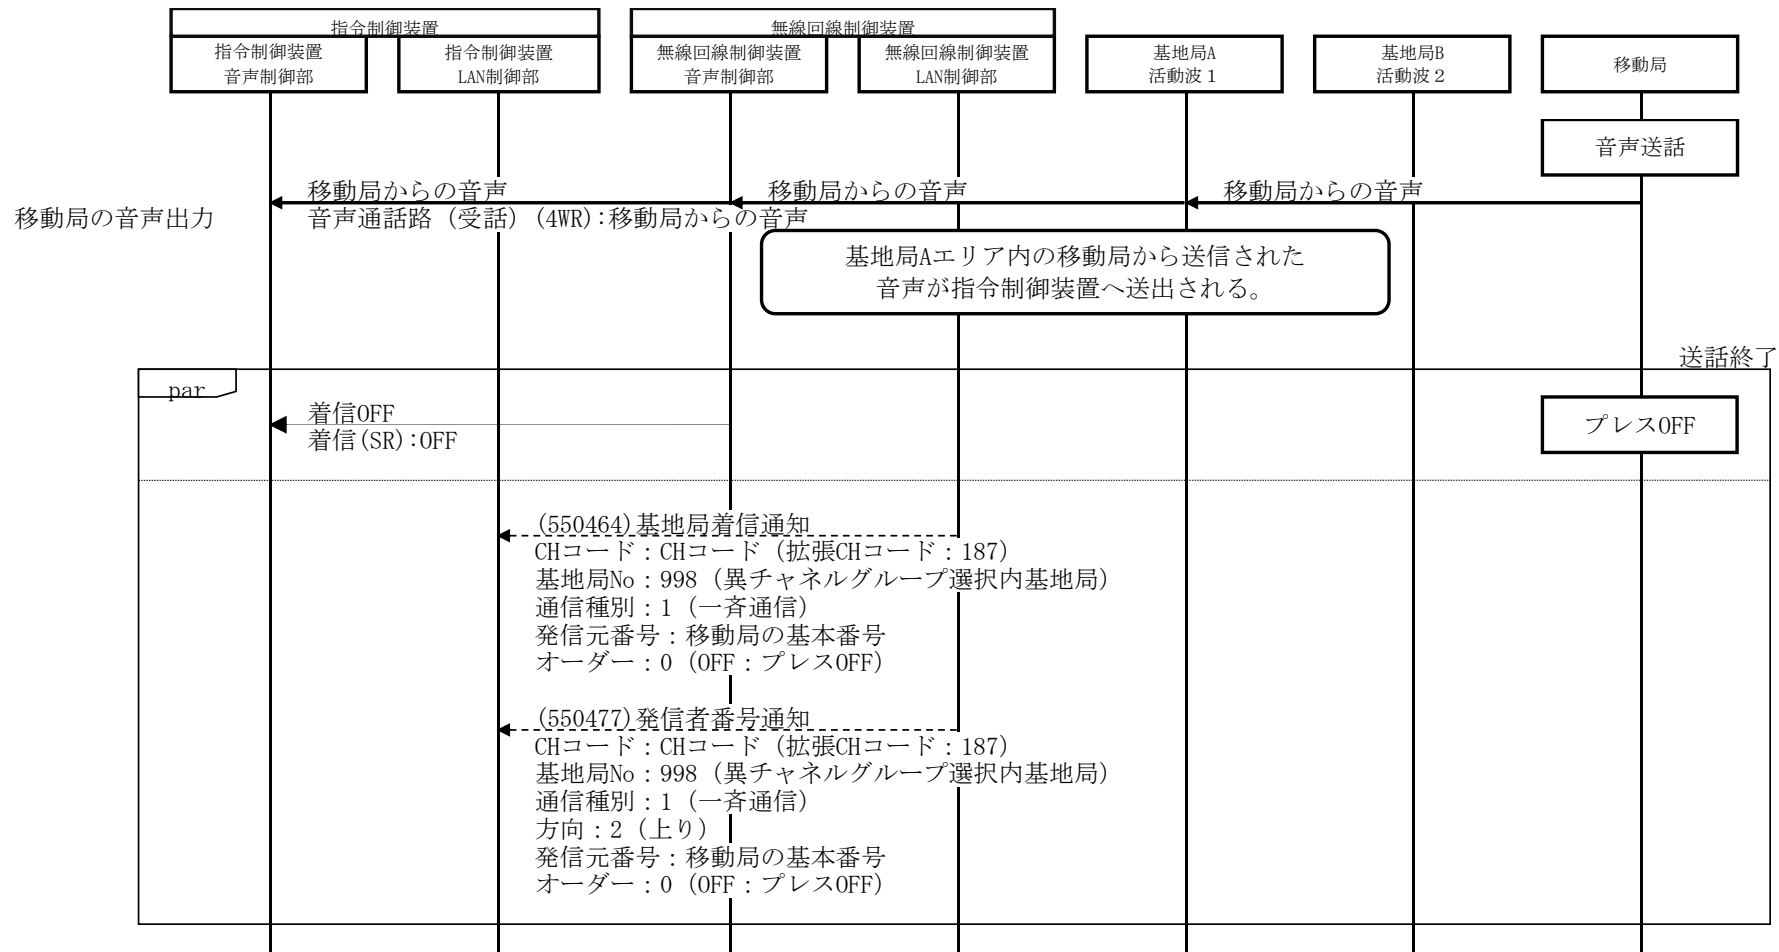 指令制御装置
無線回線制御装置
指令制御装置
音声制御部
指令制御装置
LAN制御部
無線回線制御装置
音声制御部
無線回線制御装置
LAN制御部
基地局A
活動波1
基地局B
活動波2
移動局
音声送話
移動局からの音声
移動局からの音声
移動局からの音声
移動局の音声出力
音声通話路(受話)(4WR):移動局からの音声
基地局Aエリア内の移動局から送信された
音声が指令制御装置へ送出される。
送話終了
par
着信OFF
着信(SR):OFF
プレスOFF
(550464)基地局着信通知
CHコード:CHコード(拡張CHコード:187)
基地局No:998(異チャネルグループ選択内基地局)
通信種別:1(一斉通信)
発信元番号:移動局の基本番号
オーダー:0(OFF:プレスOFF)
(550477)発信者番号通知
CHコード:CHコード(拡張CHコード:187)
基地局No:998(異チャネルグループ選択内基地局)
通信種別:1(一斉通信)
方向:2(上り)
発信元番号:移動局の基本番号
オーダー:0(OFF:プレスOFF)